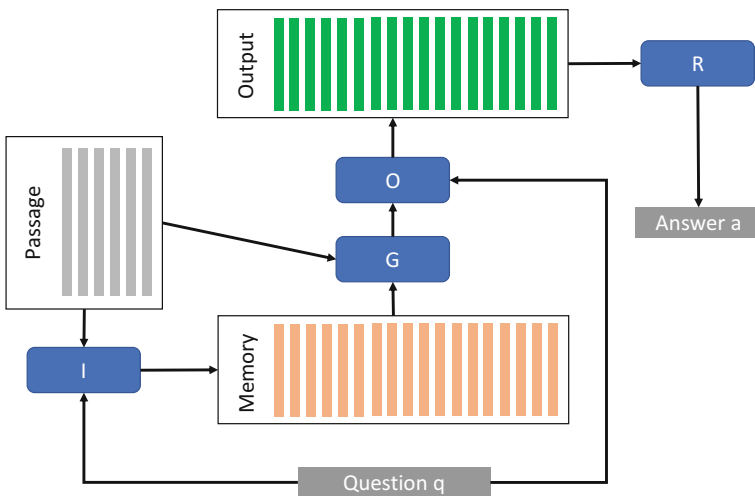 Output
R
Passage
O
Answer a
G
I
Memory
Question q